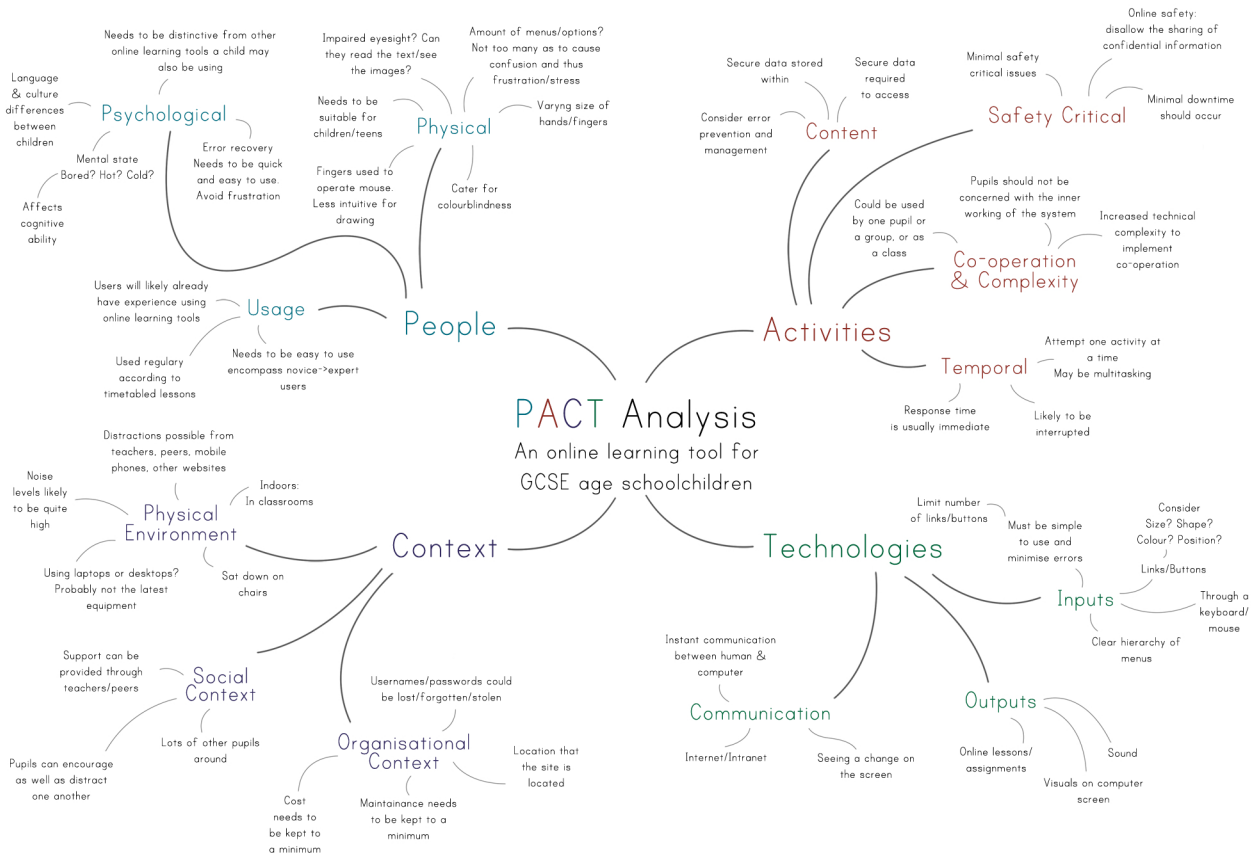 PACT Analysis
An online learning tool for
GCSE age schoolchildren
People
Psychological
Needs to be distinctive from other
online learning tools a child may
also be using
Language
& culture
differences
between
children
Mental state
Bored? Hot? Cold?
Affects
cognitive
ability
Error recovery
Needs to be quick
and easy to use.
Avoid frustration
Physical
Impaired eyesight? Can
they read the text/see
the images?
Amount of menus/options?
Not too many as to cause
confusion and thus
frustration/stress
Needs to be
suitable for
children/teens
Varyng size of
hands/fingers
Fingers used to
operate mouse.
Less intuitive for
drawing
Cater for
colourblindness
Usage
Users will likely already
have experience using
online learning tools
Used regulary
according to
timetabled lessons
Needs to be easy to use
encompass novice->expert
users
Activities
Content
Secure data stored
within
Secure data
required
to access
Consider error
prevention and
management
Safety Critical
Minimal safety
critical issues
Online safety:
disallow the sharing of
confidential information
Minimal downtime
should occur
Co-operation
& Complexity
Could be used
by one pupil or
a group, or as
a class
Pupils should not be
concerned with the inner
working of the system
Increased technical
complexity to
implement
co-operation
Temporal
Attempt one activity at
a time
May be multitasking
Response time
is usually immediate
Likely to be
interrupted
Context
Physical
Environment
Distractions possible from
teachers, peers, mobile
phones, other websites
Noise
levels likely
to be quite
high
Indoors:
In classrooms
Using laptops or desktops?
Probably not the latest
equipment
Sat down on
chairs
Social
Context
Support can be
provided through
teachers/peers
Pupils can encourage
as well as distract
one another
Lots of other pupils
around
Organisational
Context
Usernames/passwords could
be lost/forgotten/stolen
Location that
the site is
located
Cost
needs to
be kept to
a minimum
Maintainance needs
to be kept to a
minimum
Technologies
Inputs
Limit number
of links/buttons
Must be simple
to use and
minimise errors
Consider
Size? Shape?
Colour? Position?
Links/Buttons
Through a
keyboard/
mouse
Clear hierarchy of
menus
Outputs
Online lessons/
assignments
Visuals on computer
screen
Sound
Communication
Instant communication
between human &
computer
Internet/Intranet
Seeing a change on
the screen